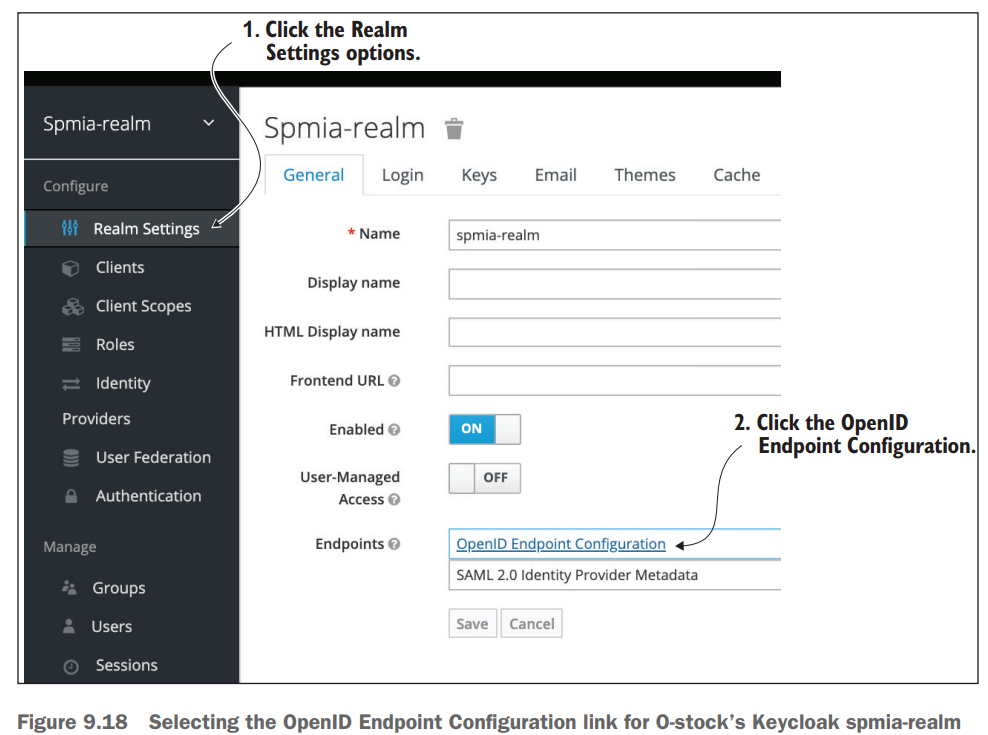 1. Click the Realm
Settings options.
Spmia-realm
Configure
Realm Settings
Clients
Client Scopes
Roles
Identity
Providers
User Federation
Authentication
Manage
Groups
Users
Sessions
Spmia-realm
General Login Keys Email Themes Cache
* Name spmia-realm
Display name
HTML Display name
Frontend URL ?
Enabled ? ON
User-Managed
Access ? OFF
2. Click the OpenID
Endpoint Configuration.
Endpoints ? OpenID Endpoint Configuration
SAML 2.0 Identity Provider Metadata
Save Cancel
Figure 9.18 Selecting the OpenID Endpoint Configuration link for O-stock’s Keycloak spmia-realm